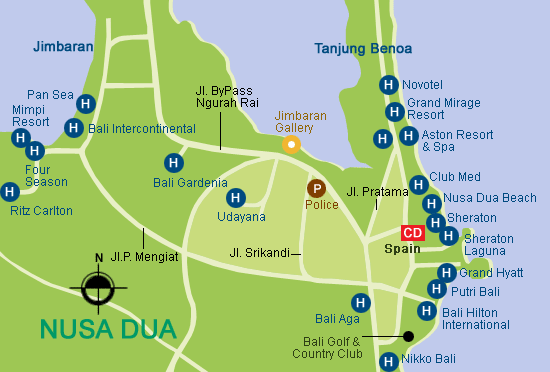 Jimbaran
Tanjung Benoa
Pan Sea
H
Mimpi
Resort
H
H
Bali Intercontinental
H
Four
Season
H
Ritz Carlton
Jl. ByPass
Ngurah Rai
Jimbaran
Gallery
H
Novotel
H
Grand Mirage
Resort
H
H
Aston Resort
& Spa
H
Bali Gardenia
H
Udayana
P
Police
Jl. Pratama
H
Club Med
H
Nusa Dua Beach
H
Sheraton
H
Sheraton
Laguna
CD
Spain
Jl.P. Mengiat
Jl. Srikandi
N
NUSA DUA
H
Grand Hyatt
H
Putri Bali
H
Bali Hilton
International
Bali Aga
H
Bali Golf &
Country Club
H
Nikko Bali